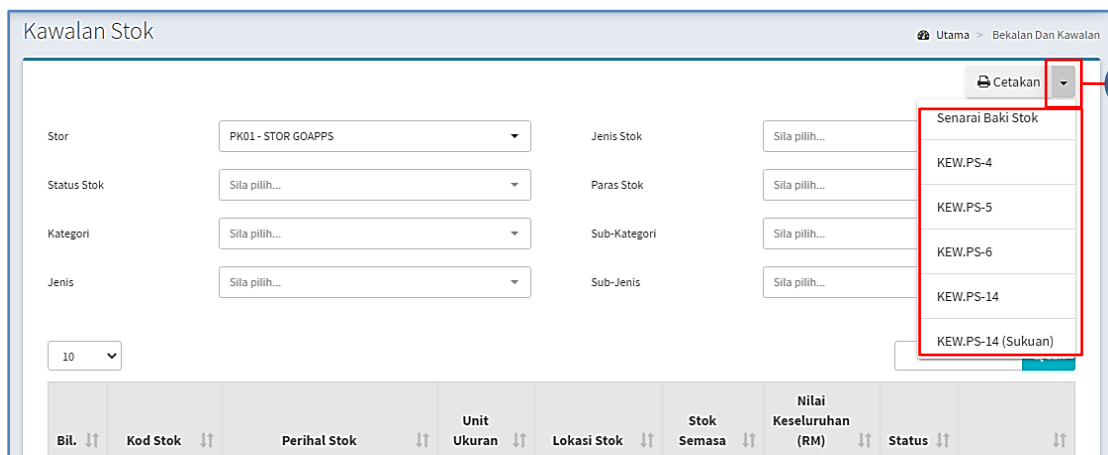 Kawalan Stok
Utama > Bekalan Dan Kawalan
Cetakan
Senarai Baki Stok
KEW.PS-4
KEW.PS-5
KEW.PS-6
KEW.PS-14
KEW.PS-14 (Sukuan)
Stor PK01 - STOR GOAPPS Jenis Stok Sila pilih...
Status Stok Sila pilih... Paras Stok Sila pilih...
Kategori Sila pilih... Sub-Kategori Sila pilih...
Jenis Sila pilih... Sub-Jenis Sila pilih...
10
Bil. Kod Stok Perihal Stok Unit Ukuran Lokasi Stok Stok Semasa Nilai Keseluruhan (RM) Status